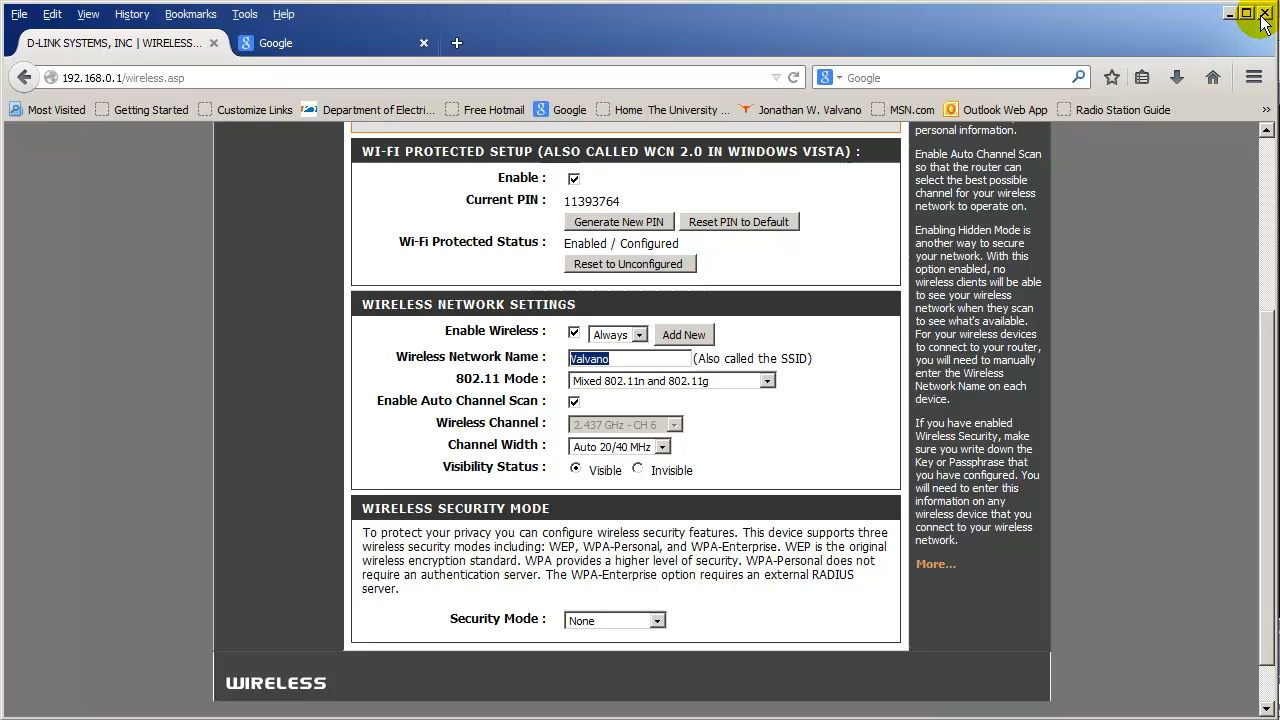 File Edit View History Bookmarks Tools Help
D-LINK SYSTEMS, INC | WIRELESS... Google
192.168.0.1/wireless.asp Google
Most Visited Getting Started Customize Links Department of Electri... Free Hotmail Google Home The University ... Jonathan W. Valvano MSN.com Outlook Web App Radio Station Guide »
WI-FI PROTECTED SETUP (ALSO CALLED WCN 2.0 IN WINDOWS VISTA) :
Enable :
Current PIN : 11393764
Generate New PIN Reset PIN to Default
Wi-Fi Protected Status : Enabled / Configured
Reset to Unconfigured
WIRELESS NETWORK SETTINGS
Enable Wireless : Always Add New
Wireless Network Name : Valvano (Also called the SSID)
802.11 Mode : Mixed 802.11n and 802.11g
Enable Auto Channel Scan :
Wireless Channel : 2.437 GHz - CH 6
Channel Width : Auto 20/40 MHz
Visibility Status : Visible Invisible
WIRELESS SECURITY MODE
To protect your privacy you can configure wireless security features. This device supports three
wireless security modes including: WEP, WPA-Personal, and WPA-Enterprise. WEP is the original
wireless encryption standard. WPA provides a higher level of security. WPA-Personal does not
require an authentication server. The WPA-Enterprise option requires an external RADIUS
server.
Security Mode : None
personal information.
Enable Auto Channel Scan
so that the router can
select the best possible
channel for your wireless
network to operate on.
Enabling Hidden Mode is
another way to secure
your network. With this
option enabled, no
wireless clients will be able
to see your wireless
network when they scan
to see what's available.
For your wireless devices
to connect to your router,
you will need to manually
enter the Wireless
Network Name on each
device.
If you have enabled
Wireless Security, make
sure you write down the
Key or Passphrase that
you have configured. You
will need to enter this
information on any
wireless device that you
connect to your wireless
network.
More...
WIRELESS